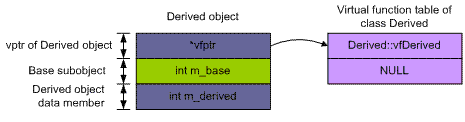 Derived object
Virtual function table of
class Derived
vptr of Derived object
*vfptr
Derived::vfDerived
Base subobject
int m_base
NULL
Derived object
data member
int m_derived